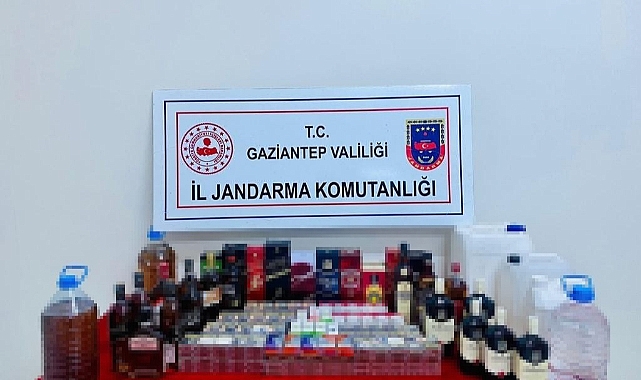 T.C.
GAZİANTEP VALİLİĞİ
İL JANDARMA KOMUTANLIĞI